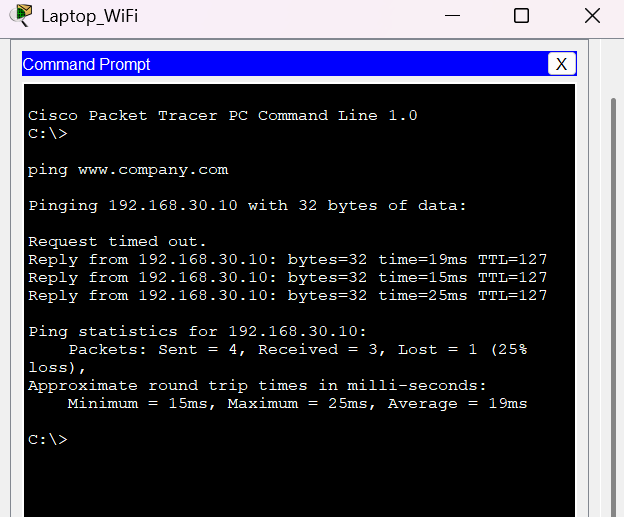 Laptop_WiFi
Command Prompt
X
Cisco Packet Tracer PC Command Line 1.0
C:\>
ping www.company.com
Pinging 192.168.30.10 with 32 bytes of data:
Request timed out.
Reply from 192.168.30.10: bytes=32 time=19ms TTL=127
Reply from 192.168.30.10: bytes=32 time=15ms TTL=127
Reply from 192.168.30.10: bytes=32 time=25ms TTL=127
Ping statistics for 192.168.30.10:
Packets: Sent = 4, Received = 3, Lost = 1 (25%
loss),
Approximate round trip times in milli-seconds:
Minimum = 15ms, Maximum = 25ms, Average = 19ms
C:\>